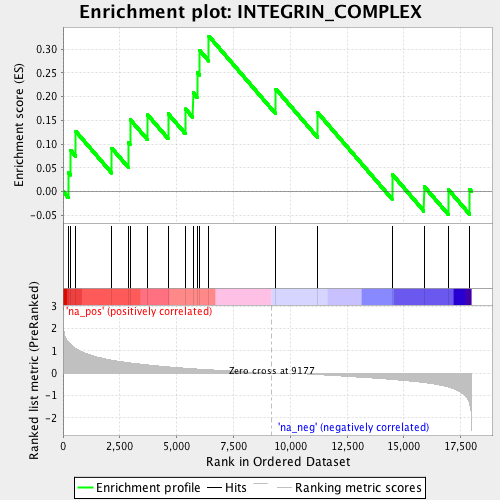 Enrichment plot: INTEGRIN_COMPLEX
Enrichment score (ES)
0.30
0.25
0.20
0.15
0.10
0.05
0.00
-0.05
'na_pos' (positively correlated)
Ranked list metric (PreRanked)
3
2
1
0
-1
-2
Zero cross at 9177
'na_neg' (negatively correlated)
0
2,500
5,000
7,500
10,000
12,500
15,000
17,500
Rank in Ordered Dataset
Enrichment profile
Hits
Ranking metric scores